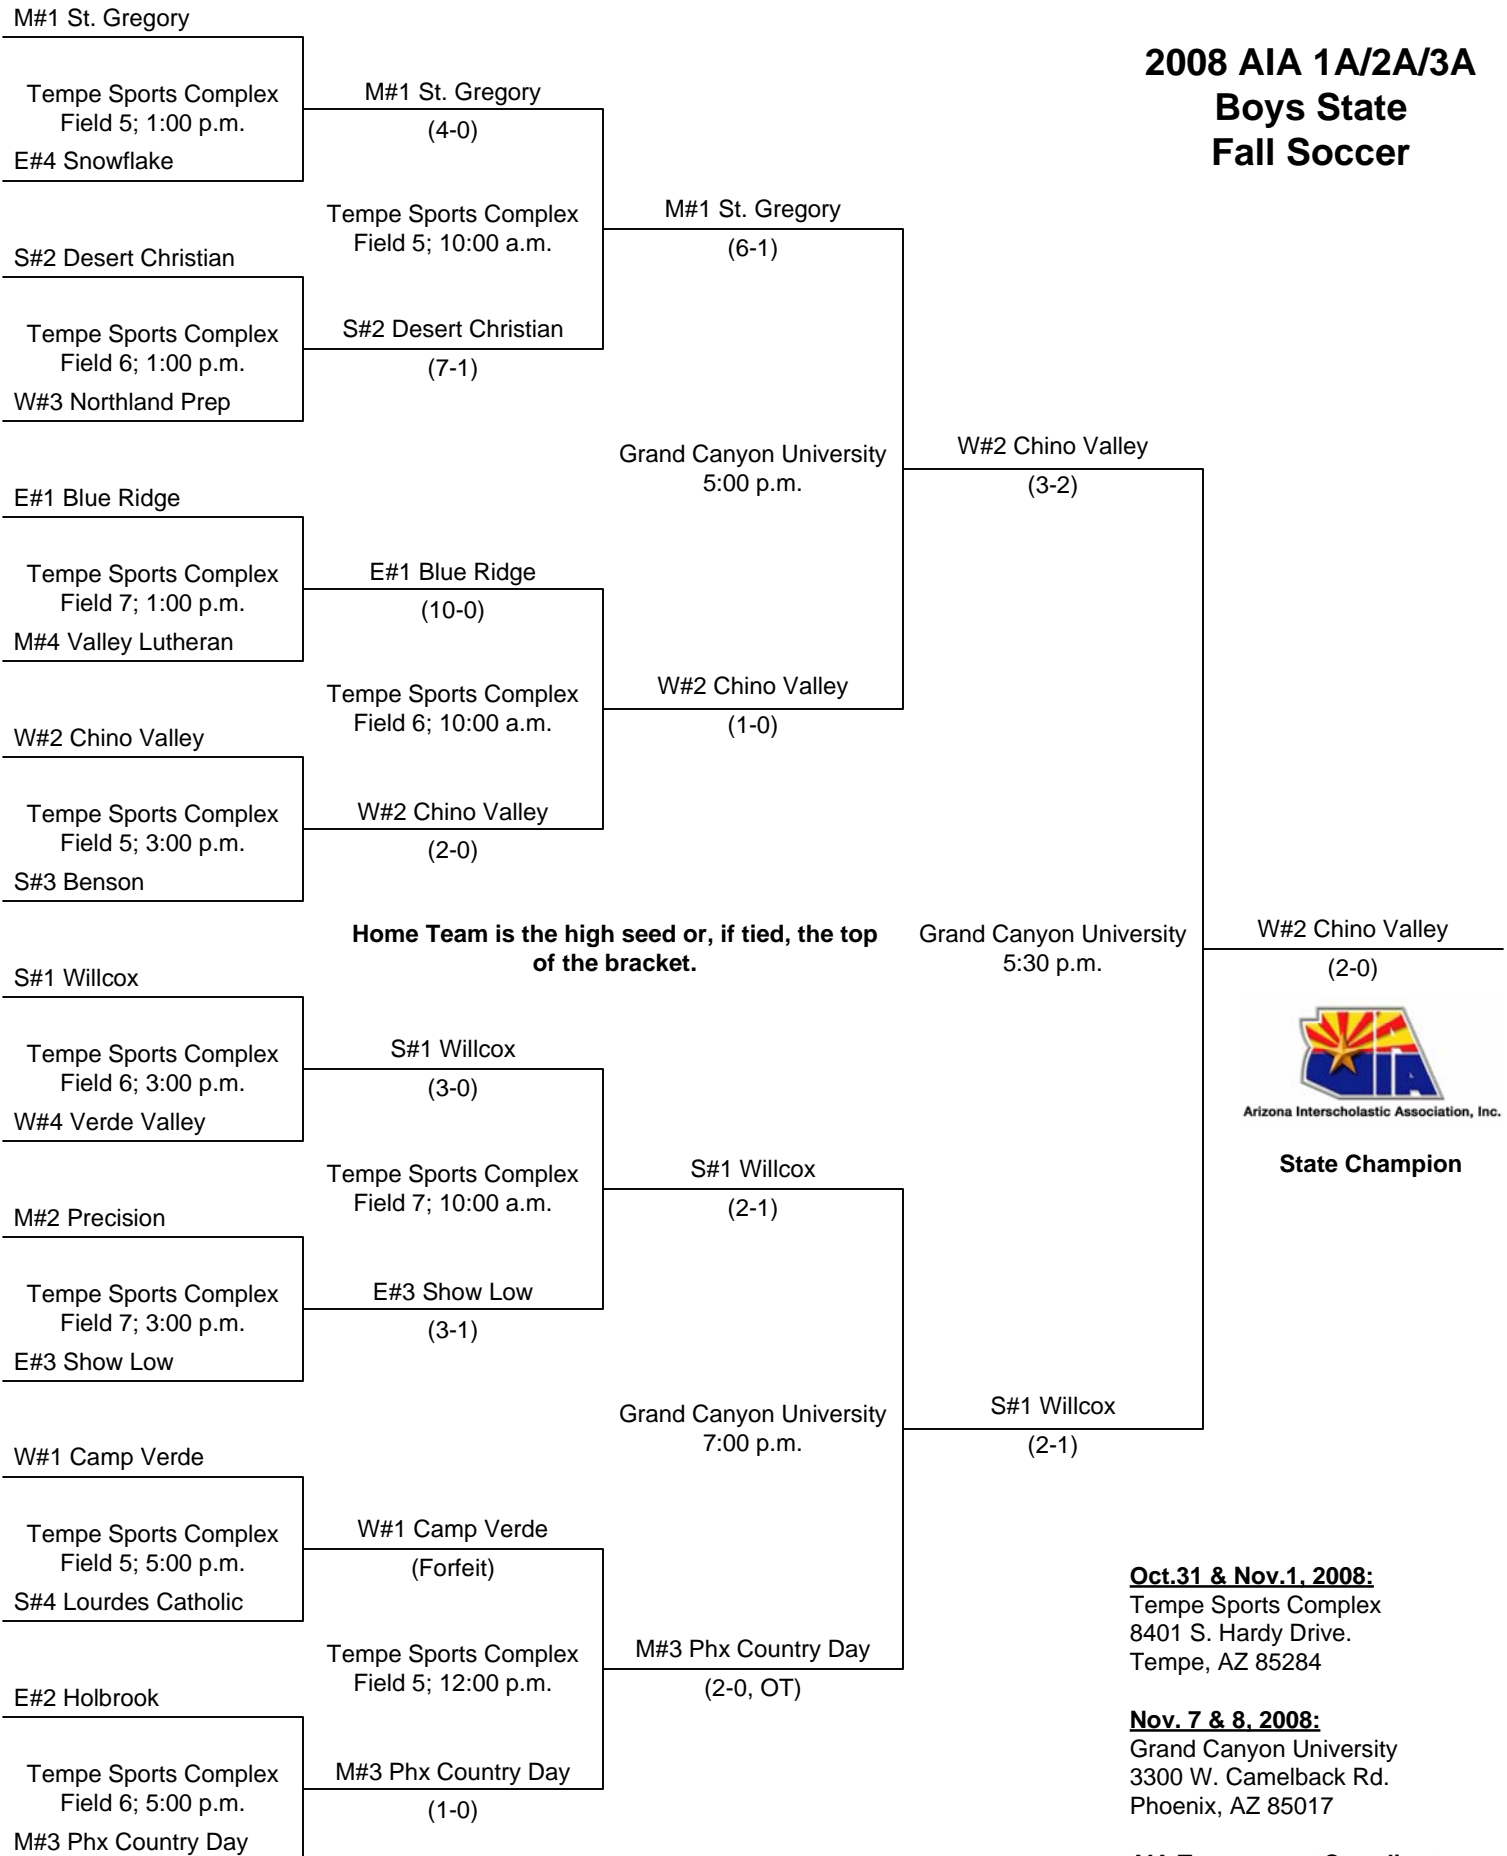 M#1 St. Gregory
2008 AIA 1A/2A/3A
Boys State
Fall Soccer
Tempe Sports Complex
Field 5; 1:00 p.m.
M#1 St. Gregory
(4-0)
E#4 Snowflake
Tempe Sports Complex
Field 5; 10:00 a.m.
M#1 St. Gregory
(6-1)
S#2 Desert Christian
Tempe Sports Complex
Field 6; 1:00 p.m.
S#2 Desert Christian
(7-1)
W#3 Northland Prep
Grand Canyon University
5:00 p.m.
W#2 Chino Valley
(3-2)
E#1 Blue Ridge
Tempe Sports Complex
Field 7; 1:00 p.m.
E#1 Blue Ridge
(10-0)
M#4 Valley Lutheran
Tempe Sports Complex
Field 6; 10:00 a.m.
W#2 Chino Valley
(1-0)
W#2 Chino Valley
Tempe Sports Complex
Field 5; 3:00 p.m.
W#2 Chino Valley
(2-0)
S#3 Benson
Home Team is the high seed or, if tied, the top
of the bracket.
Grand Canyon University
5:30 p.m.
W#2 Chino Valley
(2-0)
AIA
Arizona Interscholastic Association, Inc.
State Champion
S#1 Willcox
Tempe Sports Complex
Field 6; 3:00 p.m.
S#1 Willcox
(3-0)
W#4 Verde Valley
Tempe Sports Complex
Field 7; 10:00 a.m.
S#1 Willcox
(2-1)
M#2 Precision
Tempe Sports Complex
Field 7; 3:00 p.m.
E#3 Show Low
(3-1)
E#3 Show Low
Grand Canyon University
7:00 p.m.
S#1 Willcox
(2-1)
W#1 Camp Verde
Tempe Sports Complex
Field 5; 5:00 p.m.
W#1 Camp Verde
(Forfeit)
S#4 Lourdes Catholic
Tempe Sports Complex
Field 5; 12:00 p.m.
M#3 Phx Country Day
(2-0, OT)
E#2 Holbrook
Tempe Sports Complex
Field 6; 5:00 p.m.
M#3 Phx Country Day
(1-0)
M#3 Phx Country Day
Oct.31 & Nov.1, 2008:
Tempe Sports Complex
8401 S. Hardy Drive.
Tempe, AZ 85284
Nov. 7 & 8, 2008:
Grand Canyon University
3300 W. Camelback Rd.
Phoenix, AZ 85017